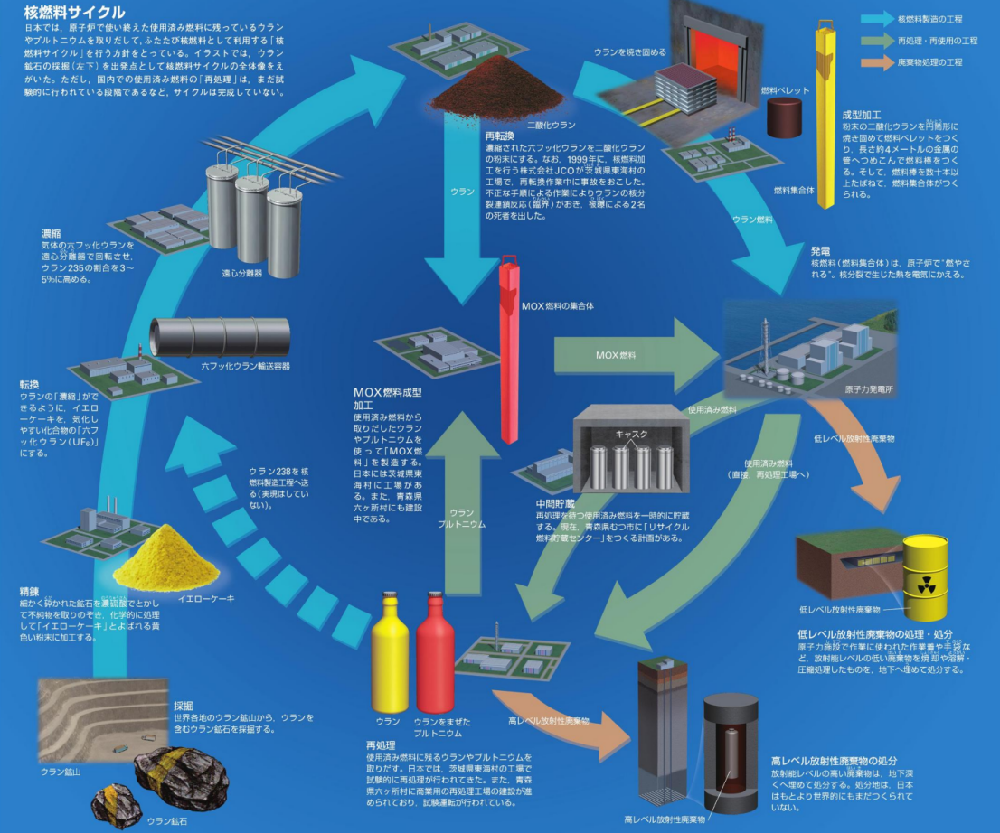 核燃料サイクル
日本では，原子炉で使い終えた使用済み燃料に残っているウラン
やプルトニウムを取りだして，ふたたび核燃料として利用する「核
燃料サイクル」を行う方針をとっている。イラストでは，ウラン
鉱石の採掘（左下）を出発点として核燃料サイクルの全体像をえ
がいた。ただし，国内での使用済み燃料の「再処理」は，まだ試
験的に行われている段階であるなど，サイクルは完成していない。
核燃料製造の工程
再処理・再使用の工程
廃棄物処理の工程
ウランを焼き固める
二酸化ウラン
燃料ペレット
燃料集合体
成型加工
粉末の二酸化ウランを円筒形に
焼き固めて燃料ペレットをつく
り，長さ約4メートルの金属の
管へつめこんで燃料棒をつく
る。そして，燃料棒を数十本以
上たばねて，燃料集合体がつく
られる。
再転換
濃縮された六フッ化ウランを二酸化ウラン
の粉末にする。なお，1999年に，核燃料加
工を行う株式会社JCOが茨城県東海村の
工場で，再転換作業中に事故をおこした。
不正な手順による作業によりウランの核分
裂連鎖反応（臨界）がおき，被曝による2名
の死者を出した。
ウラン
ウラン燃料
発電
核燃料（燃料集合体）は，原子炉で“燃やさ
れる”。核分裂で生じた熱を電気にかえる。
原子力発電所
濃縮
気体の六フッ化ウランを
遠心分離器で回転させ，
ウラン235の割合を3～
5％に高める。
遠心分離器
六フッ化ウラン輸送容器
転換
ウランの「濃縮」がで
きるように，イエロ
ーケーキを，気化し
やすい化合物の「六フ
ッ化ウラン（UF₆）」
にする。
MOX燃料の集合体
MOX燃料
MOX燃料成型
加工
使用済み燃料から
取りだしたウラン
やプルトニウムを
使って「MOX燃
料」を製造する。
日本には茨城県東
海村に工場があ
る。また，青森県
六ヶ所村にも建設
中である。
使用済み燃料
キャスク
中間貯蔵
再処理を待つ使用済み燃料を一時的に貯蔵
する。現在，青森県むつ市に「リサイクル
燃料貯蔵センター」をつくる計画がある。
使用済み燃料
（直接，再処理工場へ）
低レベル放射性廃棄物
ウラン238を核
燃料製造工程へ送
る（実現はしてい
ない）。
ウラン
プルトニウム
精錬
細かく砕かれた鉱石を濃硫酸でとかし
て不純物を取りのぞき，化学的に処理
して「イエローケーキ」とよばれる黄
色い粉末に加工する。
イエローケーキ
採掘
世界各地のウラン鉱山から，ウランを
含むウラン鉱石を採掘する。
ウラン鉱山
ウラン鉱石
ウラン
ウランをまぜた
プルトニウム
再処理
使用済み燃料に残るウランやプルトニウムを
取りだす。日本では，茨城県東海村の工場で
試験的に再処理が行われてきた。また，青森
県六ヶ所村に商業用の再処理工場の建設が進
められており，試験運転が行われている。
高レベル放射性廃棄物
低レベル放射性廃棄物
低レベル放射性廃棄物の処理・処分
原子力施設で作業に使われた作業着や手袋な
ど，放射能レベルの低い廃棄物を焼却や溶解・
圧縮処理したものを，地下へ埋めて処分する。
高レベル放射性廃棄物の処分
放射能レベルの高い廃棄物は，地下深
くへ埋めて処分する。処分地は，日本
はもとより世界的にもまだつくられて
いない。
高レベル放射性廃棄物